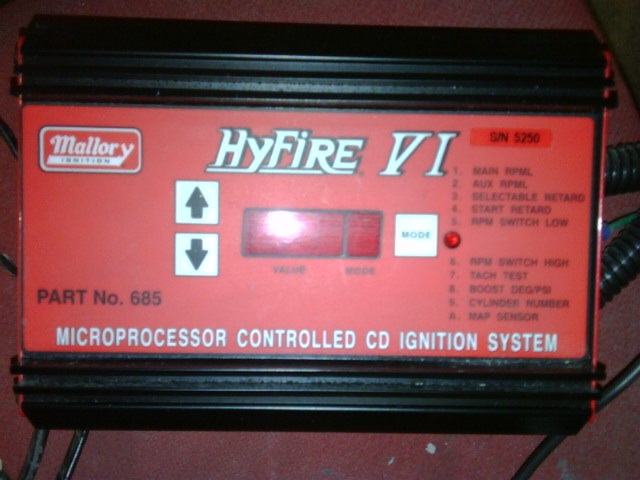 Mallory
IGNITION
HYFIRE VI
S/N 5250
1. MAIN RPML
2. AUX RPML
3. SELECTABLE RETARD
4. START RETARD
5. RPM SWITCH LOW
MODE
VALUE MODE
6. RPM SWITCH HIGH
7. TACH TEST
8. BOOST DEG/PSI
9. CYLINDER NUMBER
A. MAP SENSOR
PART No. 685
MICROPROCESSOR CONTROLLED CD IGNITION SYSTEM